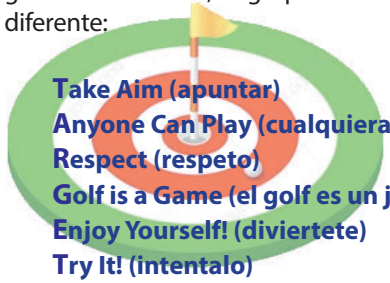 diferente:
Take Aim (apuntar)
Anyone Can Play (cualquiera
Respect (respeto)
Golf is a Game (el golf es un j
Enjoy Yourself! (diviertete)
Try It! (intentalo)